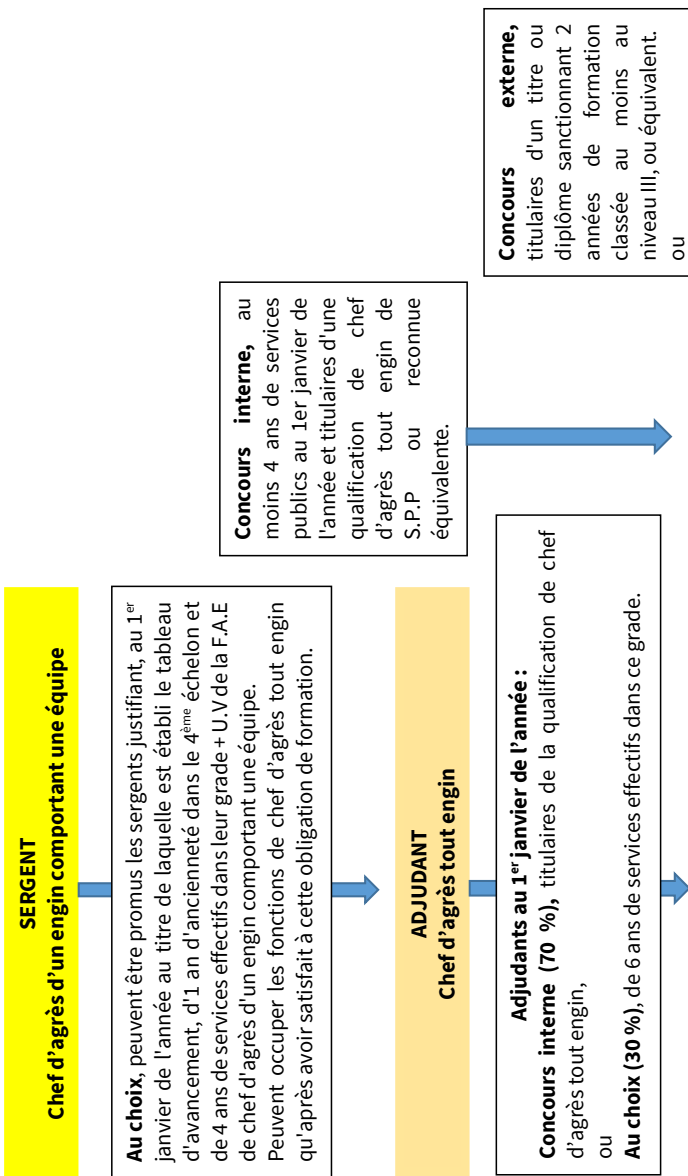 SERGENT
Chef d'agrès d'un engin comportant une équipe
Au choix, peuvent être promus les sergents justifiant, au 1er
janvier de l'année au titre de laquelle est établi le tableau
d'avancement, d'1 an d'ancienneté dans le 4ème échelon et
de 4 ans de services effectifs dans leur grade + U.V de la F.A.E
de chef d'agrès d'un engin comportant une équipe.
Peuvent occuper les fonctions de chef d'agrès tout engin
qu'après avoir satisfait à cette obligation de formation.
Concours interne, au
moins 4 ans de services
publics au 1er janvier de
l'année et titulaires d'une
qualification de chef
d'agrès tout engin de
S.P.P ou reconnue
équivalente.
ADJUDANT
Chef d'agrès tout engin
Adjudants au 1er janvier de l'année :
Concours interne (70 %), titulaires de la qualification de chef
d'agrès tout engin,
ou
Au choix (30 %), de 6 ans de services effectifs dans ce grade.
Concours externe,
titulaires d'un titre ou
diplôme sanctionnant 2
années de formation
classée au moins au
niveau III, ou équivalent.
ou